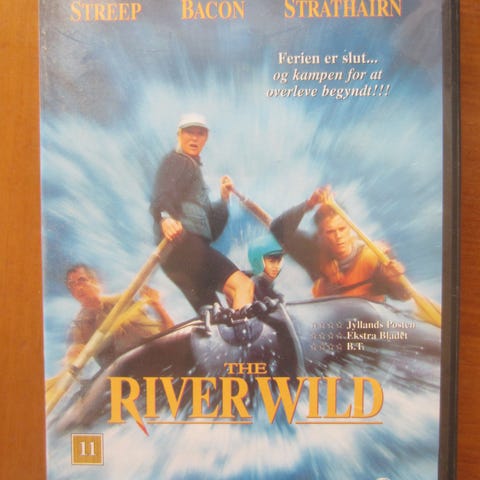 STREEP BACON STRATHAIRN
Ferien er slut...
og kampen for at
overleve begyndt!!!
☆☆☆☆ Jyllands Posten
☆☆☆☆ Ekstra Bladet
☆☆☆☆ B.T.
THE
RIVER WILD
11